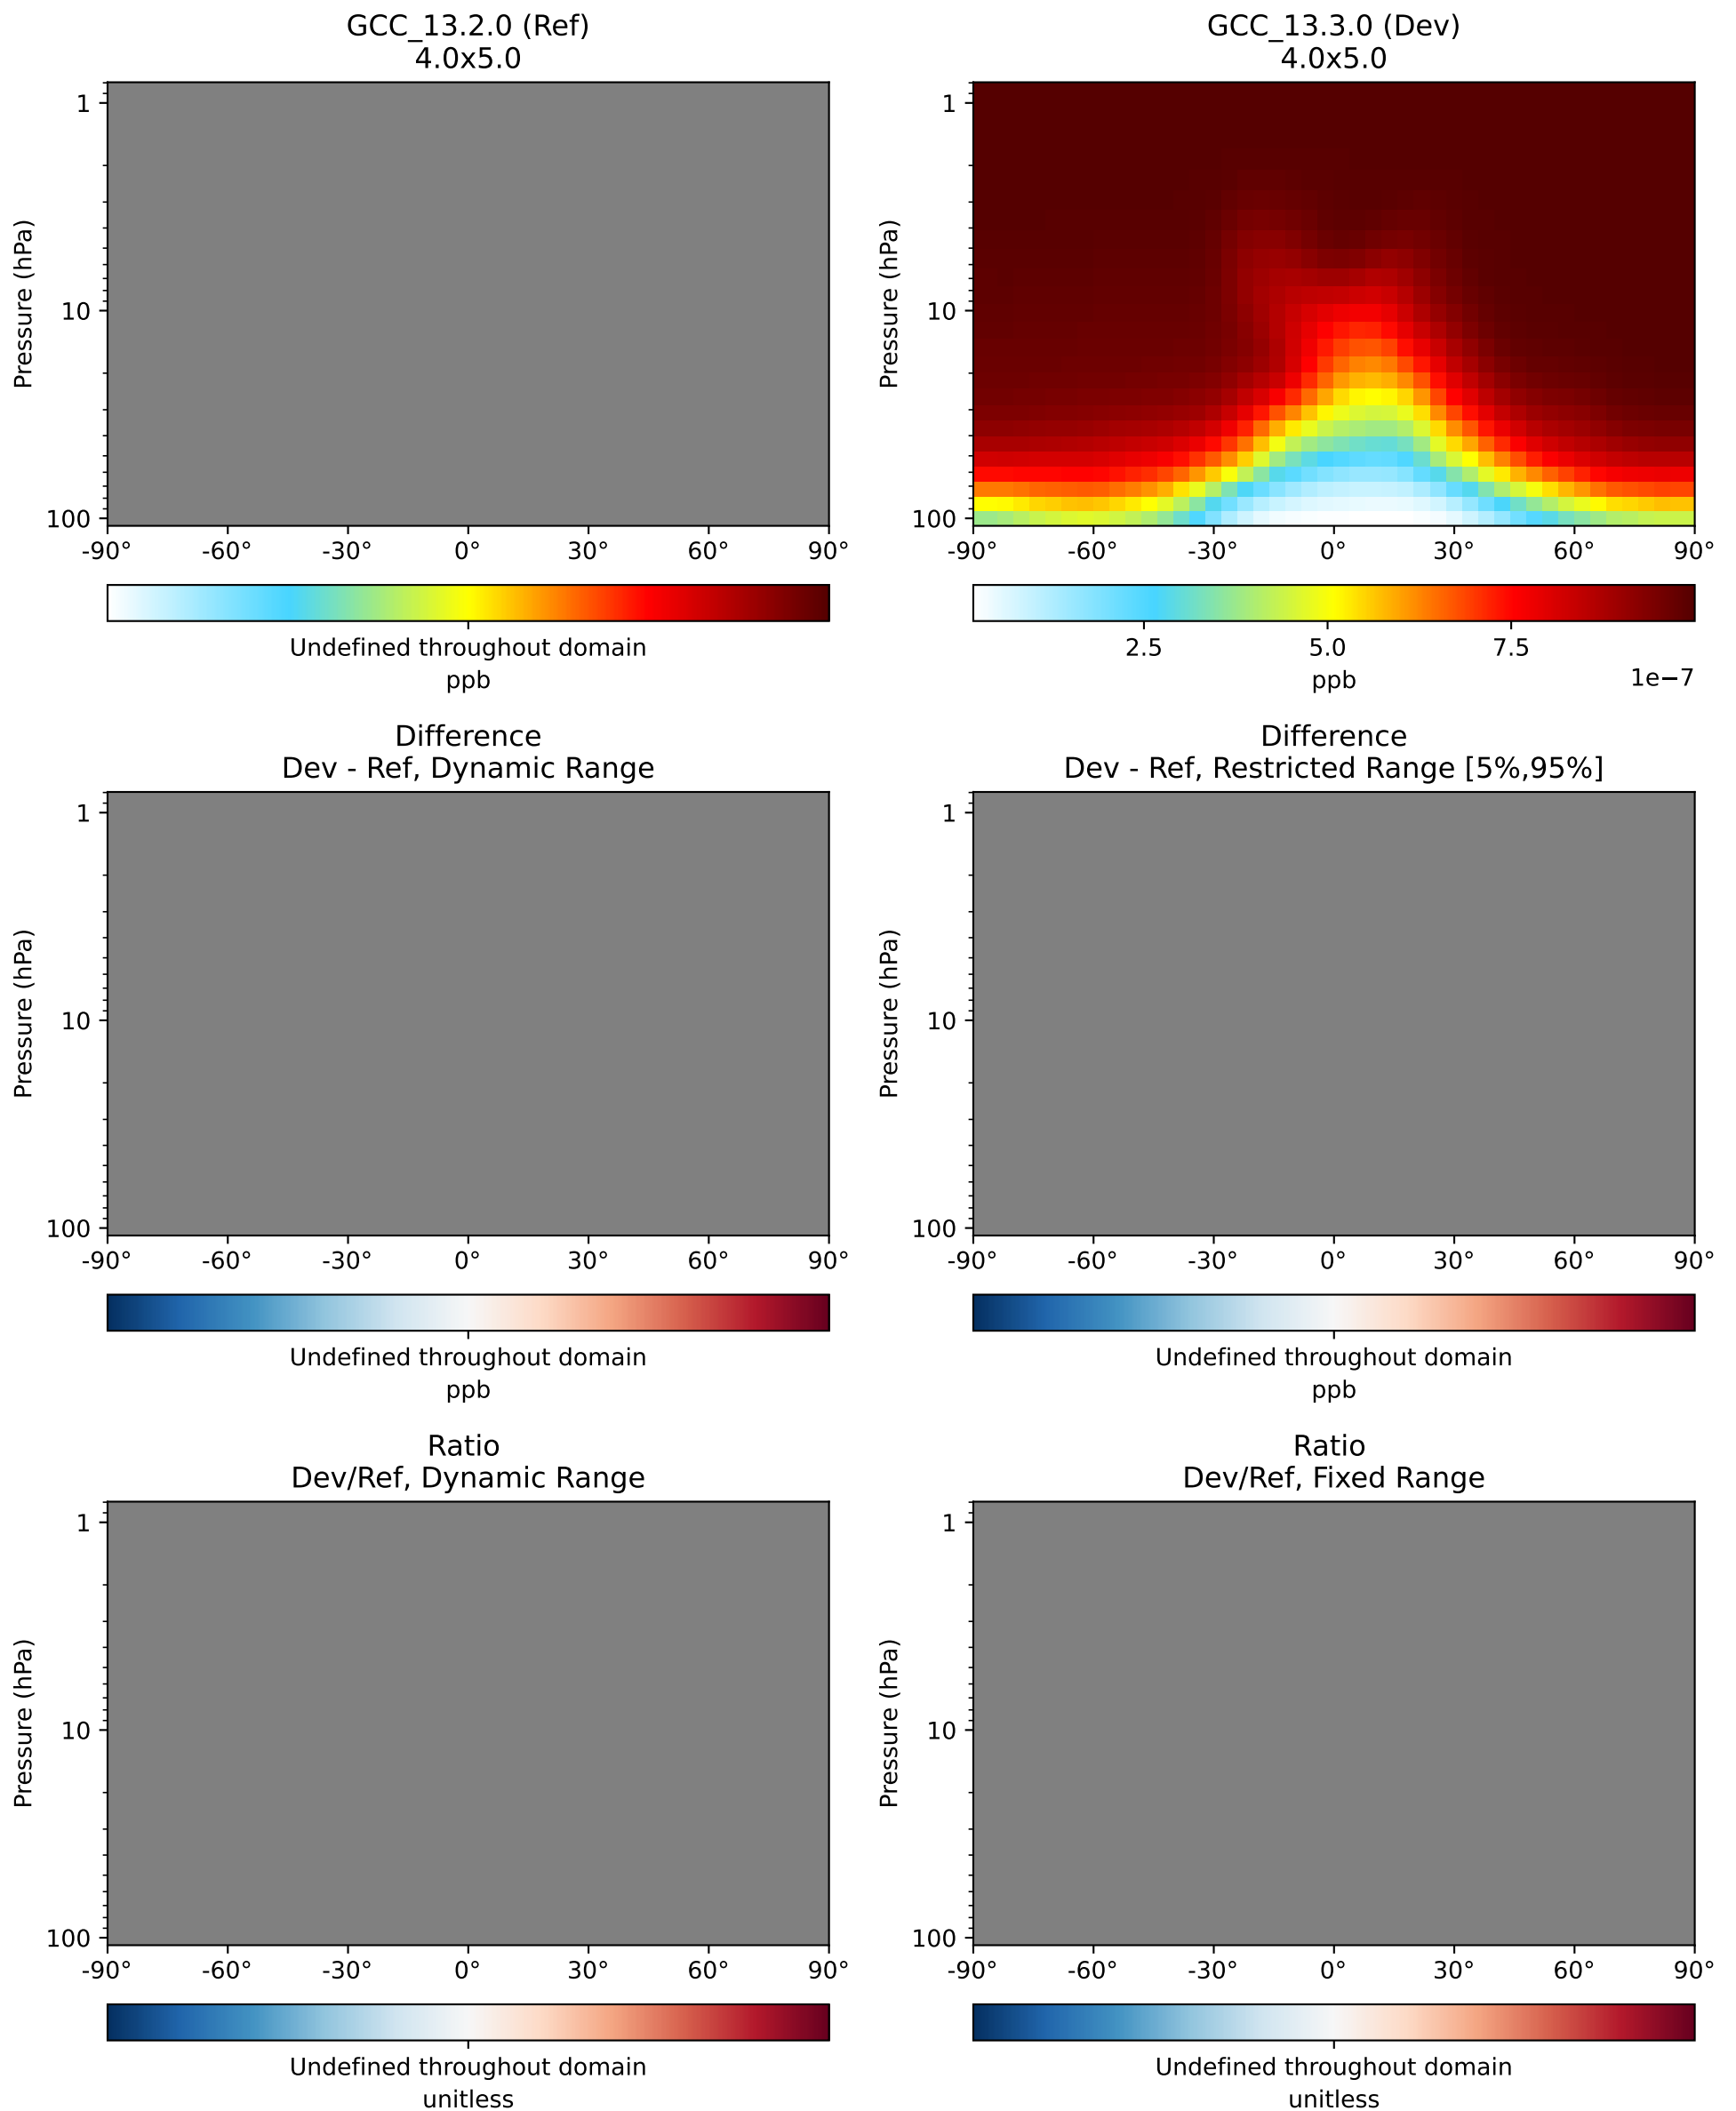 GCC_13.2.0 (Ref)
4.0x5.0
Pressure (hPa)
1
10
100
-90° -60° -30° 0° 30° 60° 90°
Undefined throughout domain
ppb
GCC_13.3.0 (Dev)
4.0x5.0
Pressure (hPa)
1
10
100
-90° -60° -30° 0° 30° 60° 90°
2.5 5.0 7.5
ppb
1e−7
Difference
Dev - Ref, Dynamic Range
Pressure (hPa)
1
10
100
-90° -60° -30° 0° 30° 60° 90°
Undefined throughout domain
ppb
Difference
Dev - Ref, Restricted Range [5%,95%]
Pressure (hPa)
1
10
100
-90° -60° -30° 0° 30° 60° 90°
Undefined throughout domain
ppb
Ratio
Dev/Ref, Dynamic Range
Pressure (hPa)
1
10
100
-90° -60° -30° 0° 30° 60° 90°
Undefined throughout domain
unitless
Ratio
Dev/Ref, Fixed Range
Pressure (hPa)
1
10
100
-90° -60° -30° 0° 30° 60° 90°
Undefined throughout domain
unitless